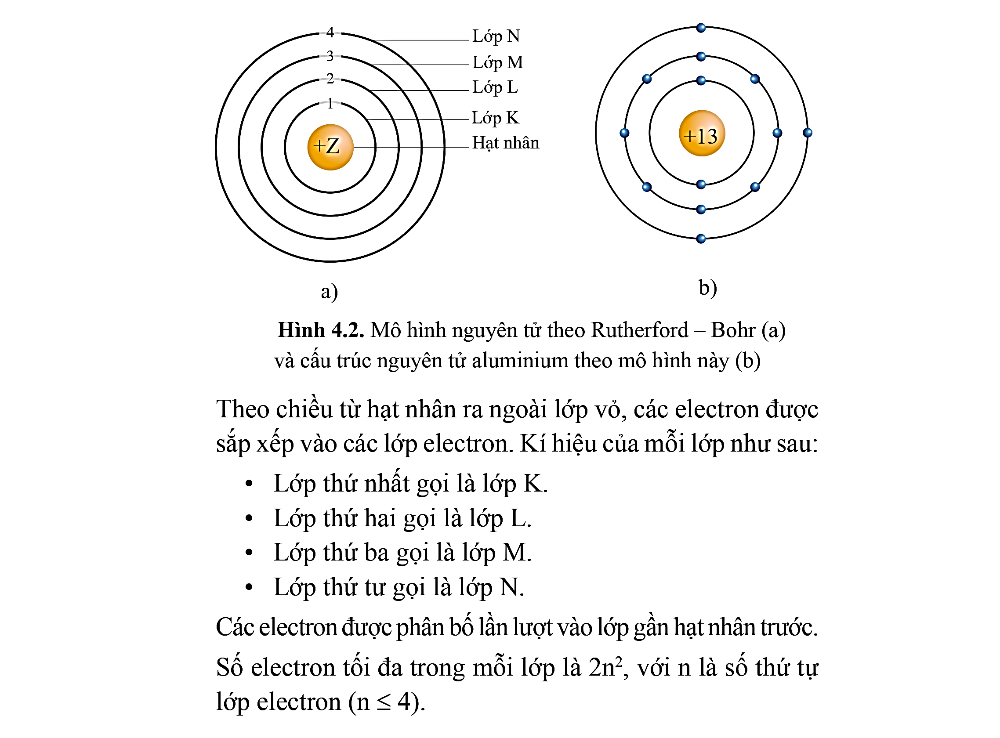 4
3
2
1
+Z
Lớp N
Lớp M
Lớp L
Lớp K
Hạt nhân
a)
+13
b)
Hình 4.2. Mô hình nguyên tử theo Rutherford – Bohr (a)
và cấu trúc nguyên tử aluminium theo mô hình này (b)
Theo chiều từ hạt nhân ra ngoài lớp vỏ, các electron được
sắp xếp vào các lớp electron. Kí hiệu của mỗi lớp như sau:
• Lớp thứ nhất gọi là lớp K.
• Lớp thứ hai gọi là lớp L.
• Lớp thứ ba gọi là lớp M.
• Lớp thứ tư gọi là lớp N.
Các electron được phân bố lần lượt vào lớp gần hạt nhân trước.
Số electron tối đa trong mỗi lớp là 2n², với n là số thứ tự
lớp electron (n ≤ 4).